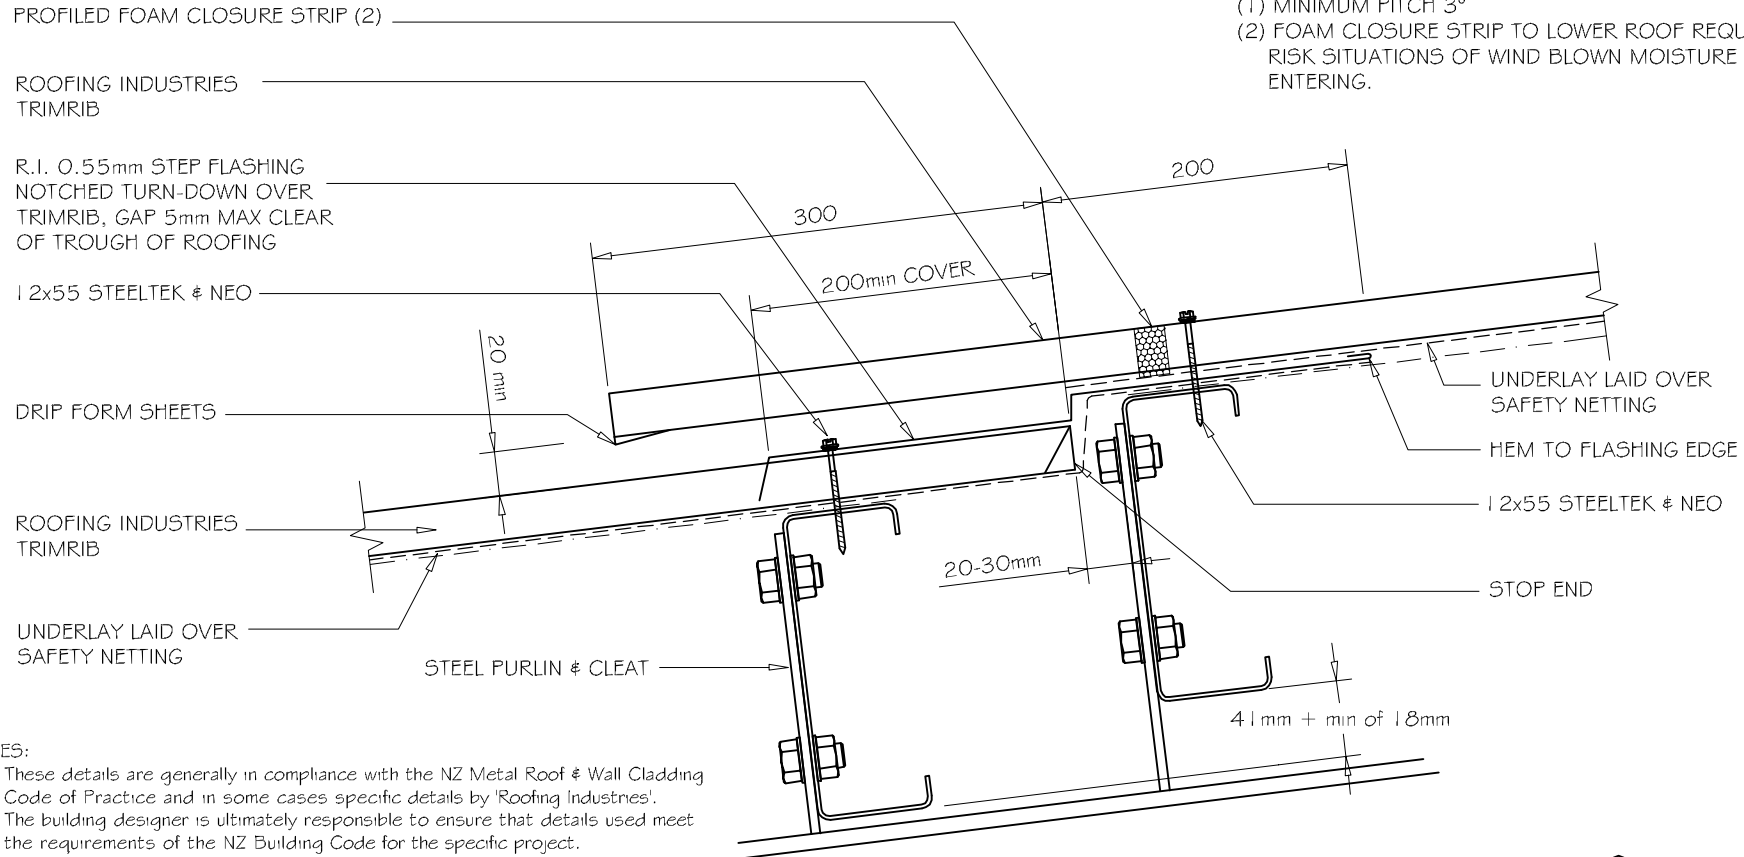 PROFILED FOAM CLOSURE STRIP (2)
ROOFING INDUSTRIES
TRIMRIB
R.I. 0.55mm STEP FLASHING
NOTCHED TURN-DOWN OVER
TRIMRIB, GAP 5mm MAX CLEAR
OF TROUGH OF ROOFING
12x55 STEELTEK & NEO
DRIP FORM SHEETS
ROOFING INDUSTRIES
TRIMRIB
UNDERLAY LAID OVER
SAFETY NETTING
STEEL PURLIN & CLEAT
(1) MINIMUM PITCH 3°
(2) FOAM CLOSURE STRIP TO LOWER ROOF REQU
RISK SITUATIONS OF WIND BLOWN MOISTURE
ENTERING.
200
300
200min COVER
20 min
UNDERLAY LAID OVER
SAFETY NETTING
HEM TO FLASHING EDGE
12x55 STEELTEK & NEO
20-30mm
STOP END
41mm + min of 18mm
ES:
These details are generally in compliance with the NZ Metal Roof & Wall Cladding
Code of Practice and in some cases specific details by 'Roofing Industries'.
The building designer is ultimately responsible to ensure that details used meet
the requirements of the NZ Building Code for the specific project.